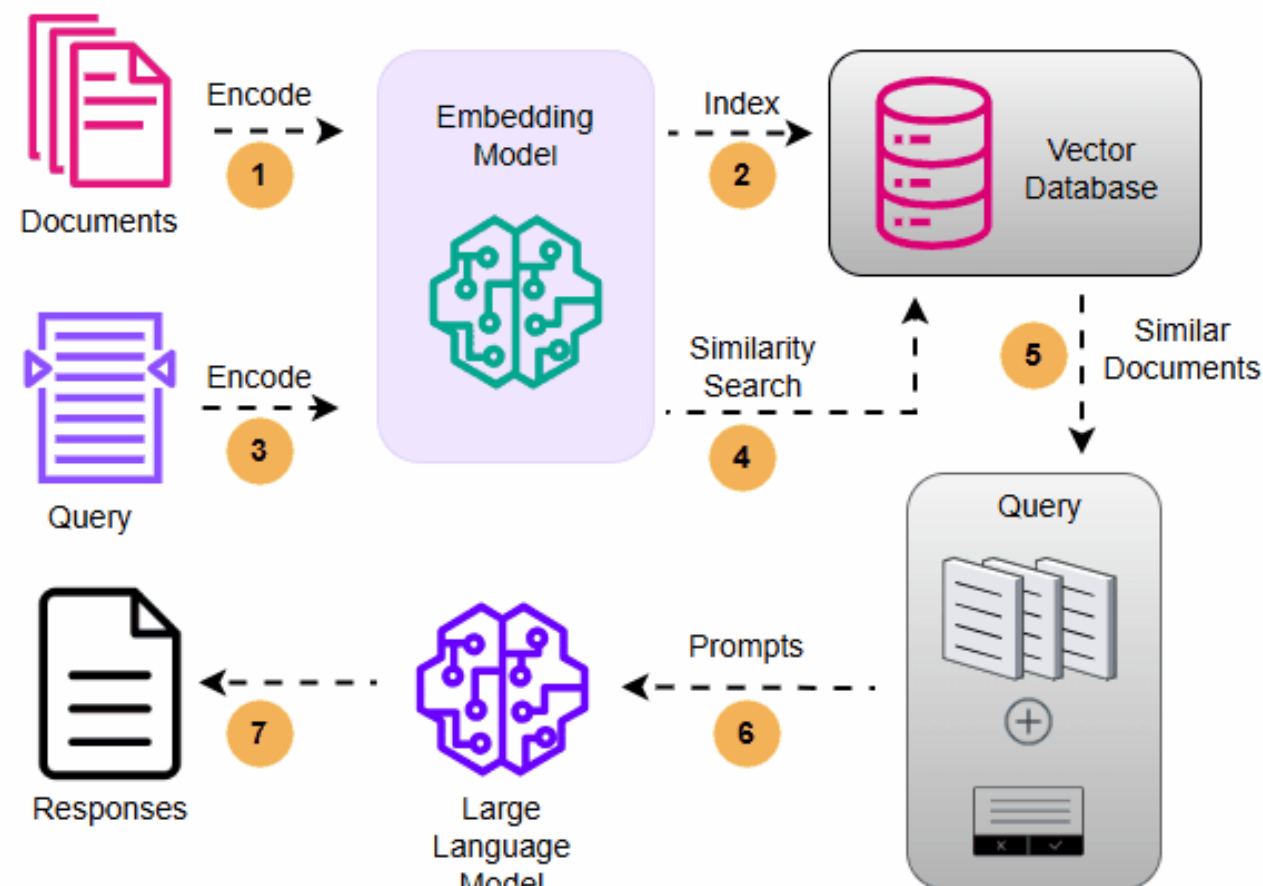 Encode
1
Documents
Embedding
Model
Index
2
Vector
Database
Encode
3
Query
Similarity
Search
4
5
Similar
Documents
Query
Prompts
6
7
Responses
Large
Language
Model